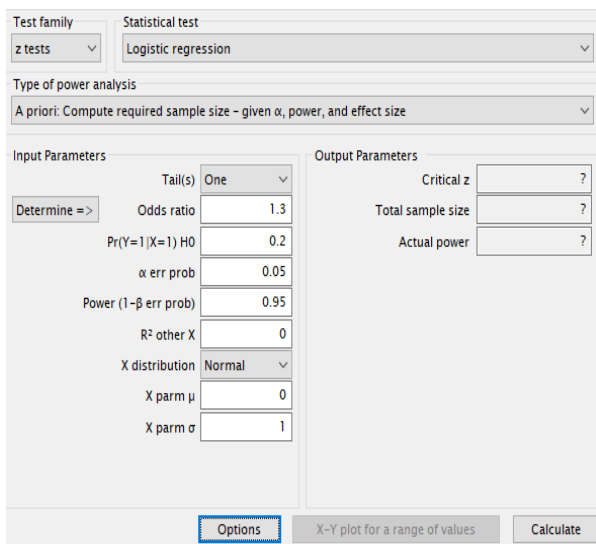 Test family
Statistical test
z tests
Logistic regression
Type of power analysis
A priori: Compute required sample size – given α, power, and effect size
Input Parameters
Output Parameters
Tail(s) One
Critical z ?
Determine => Odds ratio 1.3
Total sample size ?
Pr(Y=1|X=1) H0 0.2
Actual power ?
α err prob 0.05
Power (1-β err prob) 0.95
R² other X 0
X distribution Normal
X parm μ 0
X parm σ 1
Options
X-Y plot for a range of values
Calculate